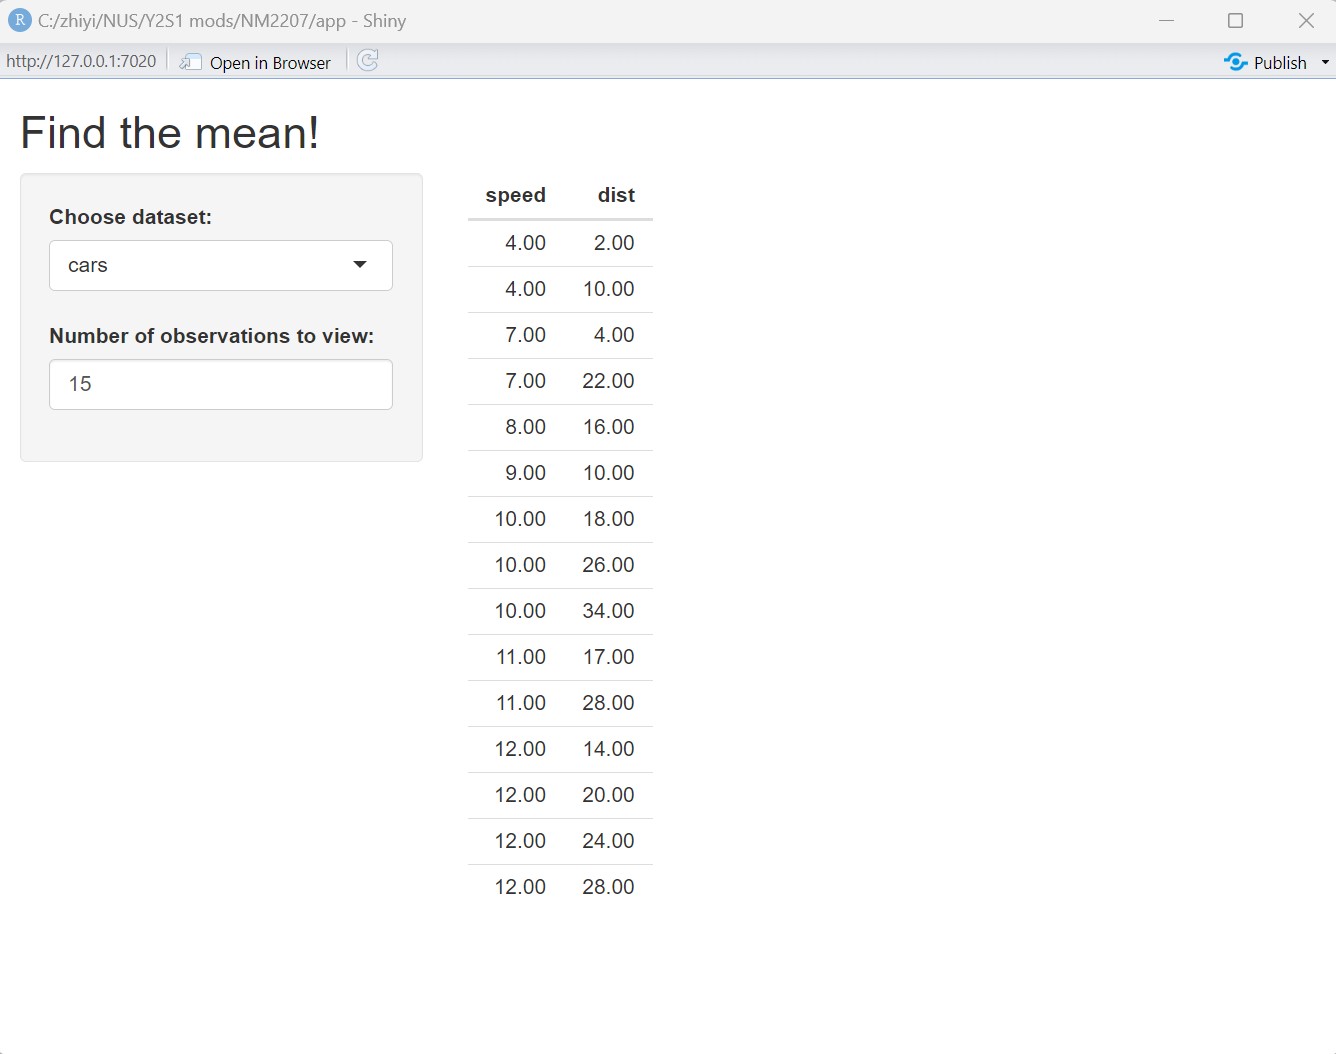 R C:/zhiyi/NUS/Y2S1 mods/NM2207/app - Shiny
http://127.0.0.1:7020 Open in Browser Publish
Find the mean!
Choose dataset:
cars
Number of observations to view:
15
speed dist
4.00 2.00
4.00 10.00
7.00 4.00
7.00 22.00
8.00 16.00
9.00 10.00
10.00 18.00
10.00 26.00
10.00 34.00
11.00 17.00
11.00 28.00
12.00 14.00
12.00 20.00
12.00 24.00
12.00 28.00